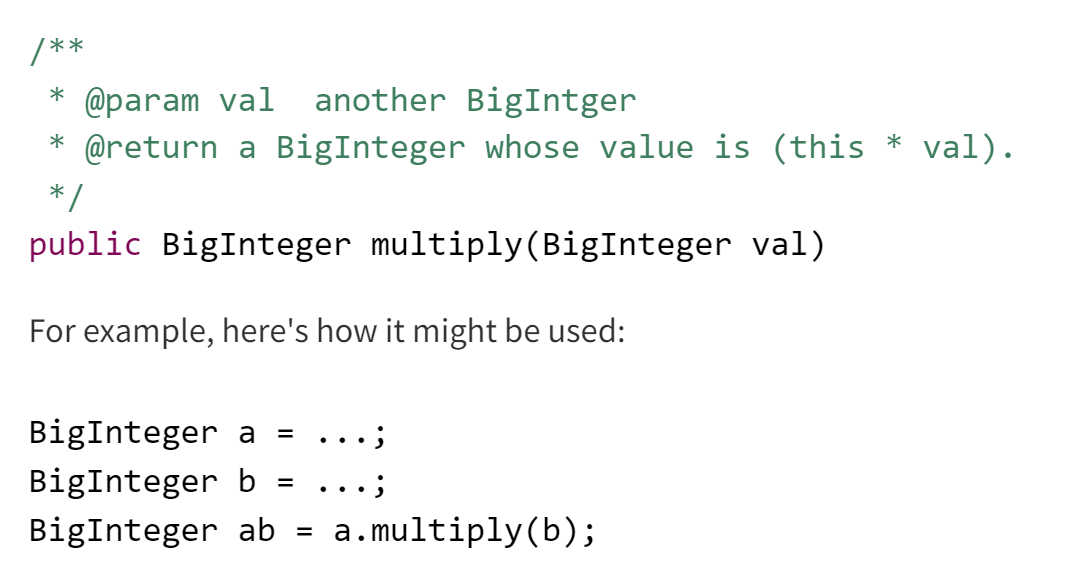 /**
 * @param val  another BigIntger
 * @return a BigInteger whose value is (this * val).
 */
public BigInteger multiply(BigInteger val)
For example, here's how it might be used:
BigInteger a = ...;
BigInteger b = ...;
BigInteger ab = a.multiply(b);